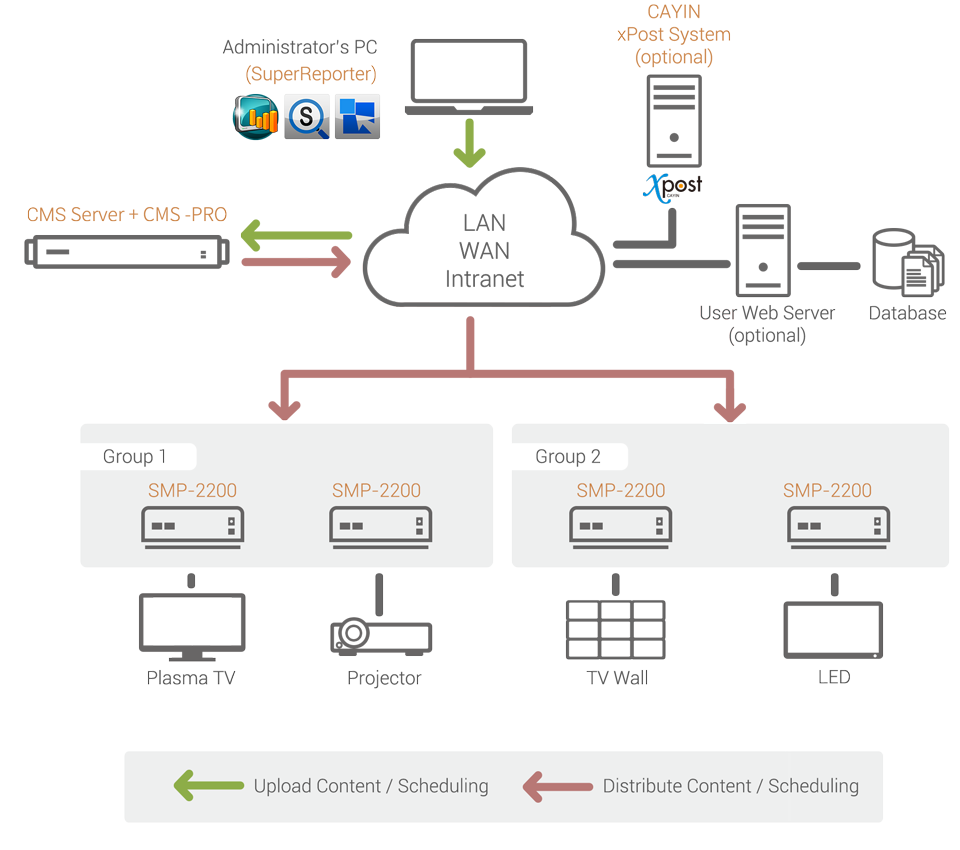 CAYIN
xPost System
(optional)
Administrator's PC
(SuperReporter)
S
Xpost
CAYIN
CMS Server + CMS -PRO
LAN
WAN
Intranet
User Web Server
(optional)
Database
Group 1
SMP-2200
SMP-2200
Group 2
SMP-2200
SMP-2200
Plasma TV
Projector
TV Wall
LED
Upload Content / Scheduling
Distribute Content / Scheduling